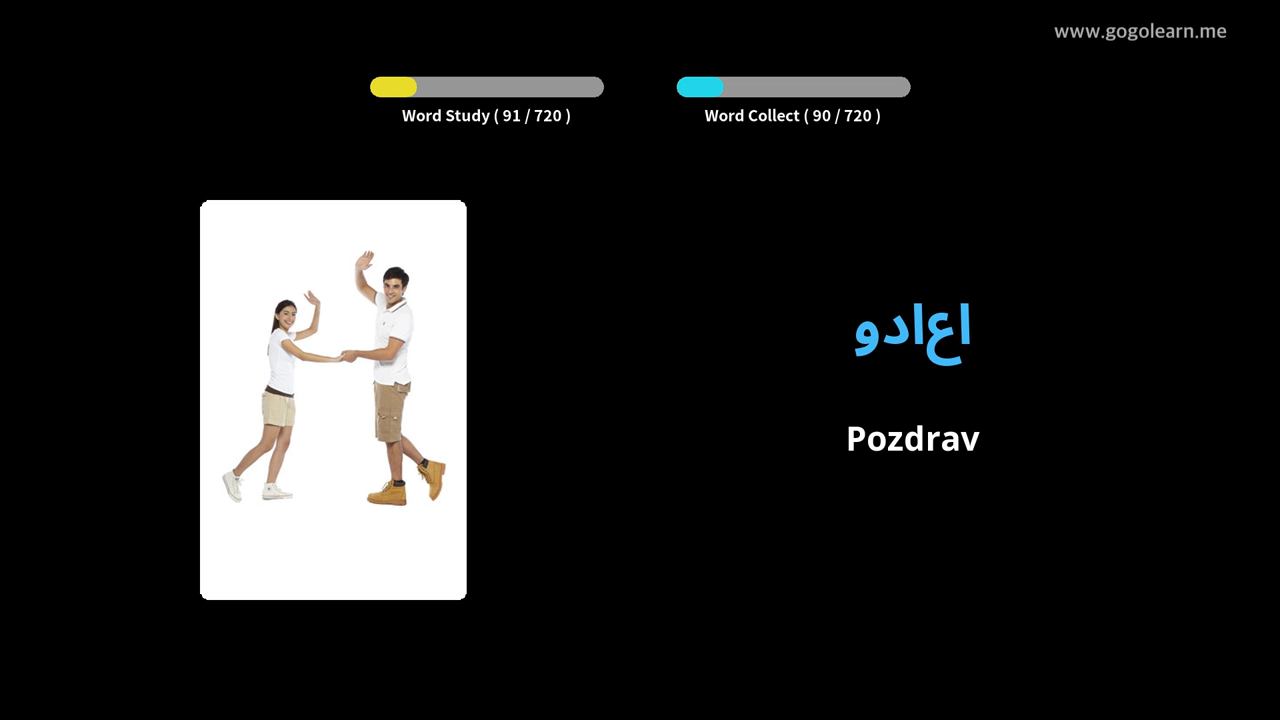 www.gogolearn.me
Word Study ( 91 / 720 )
Word Collect ( 90 / 720 )
اعادو
Pozdrav